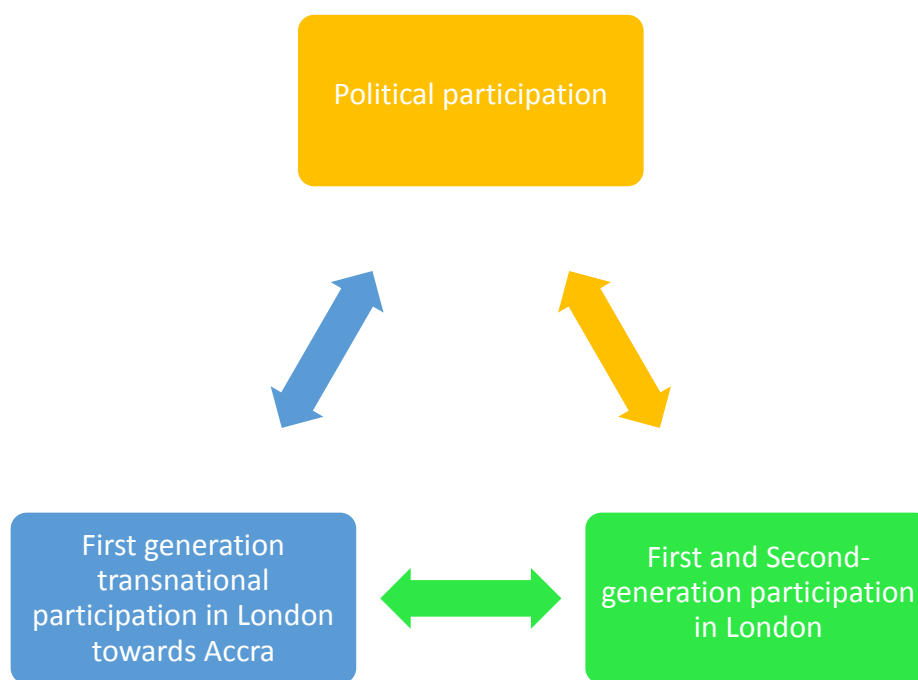 Political participation
First generation
transnational
participation in London
towards Accra
First and Second-
generation participation
in London